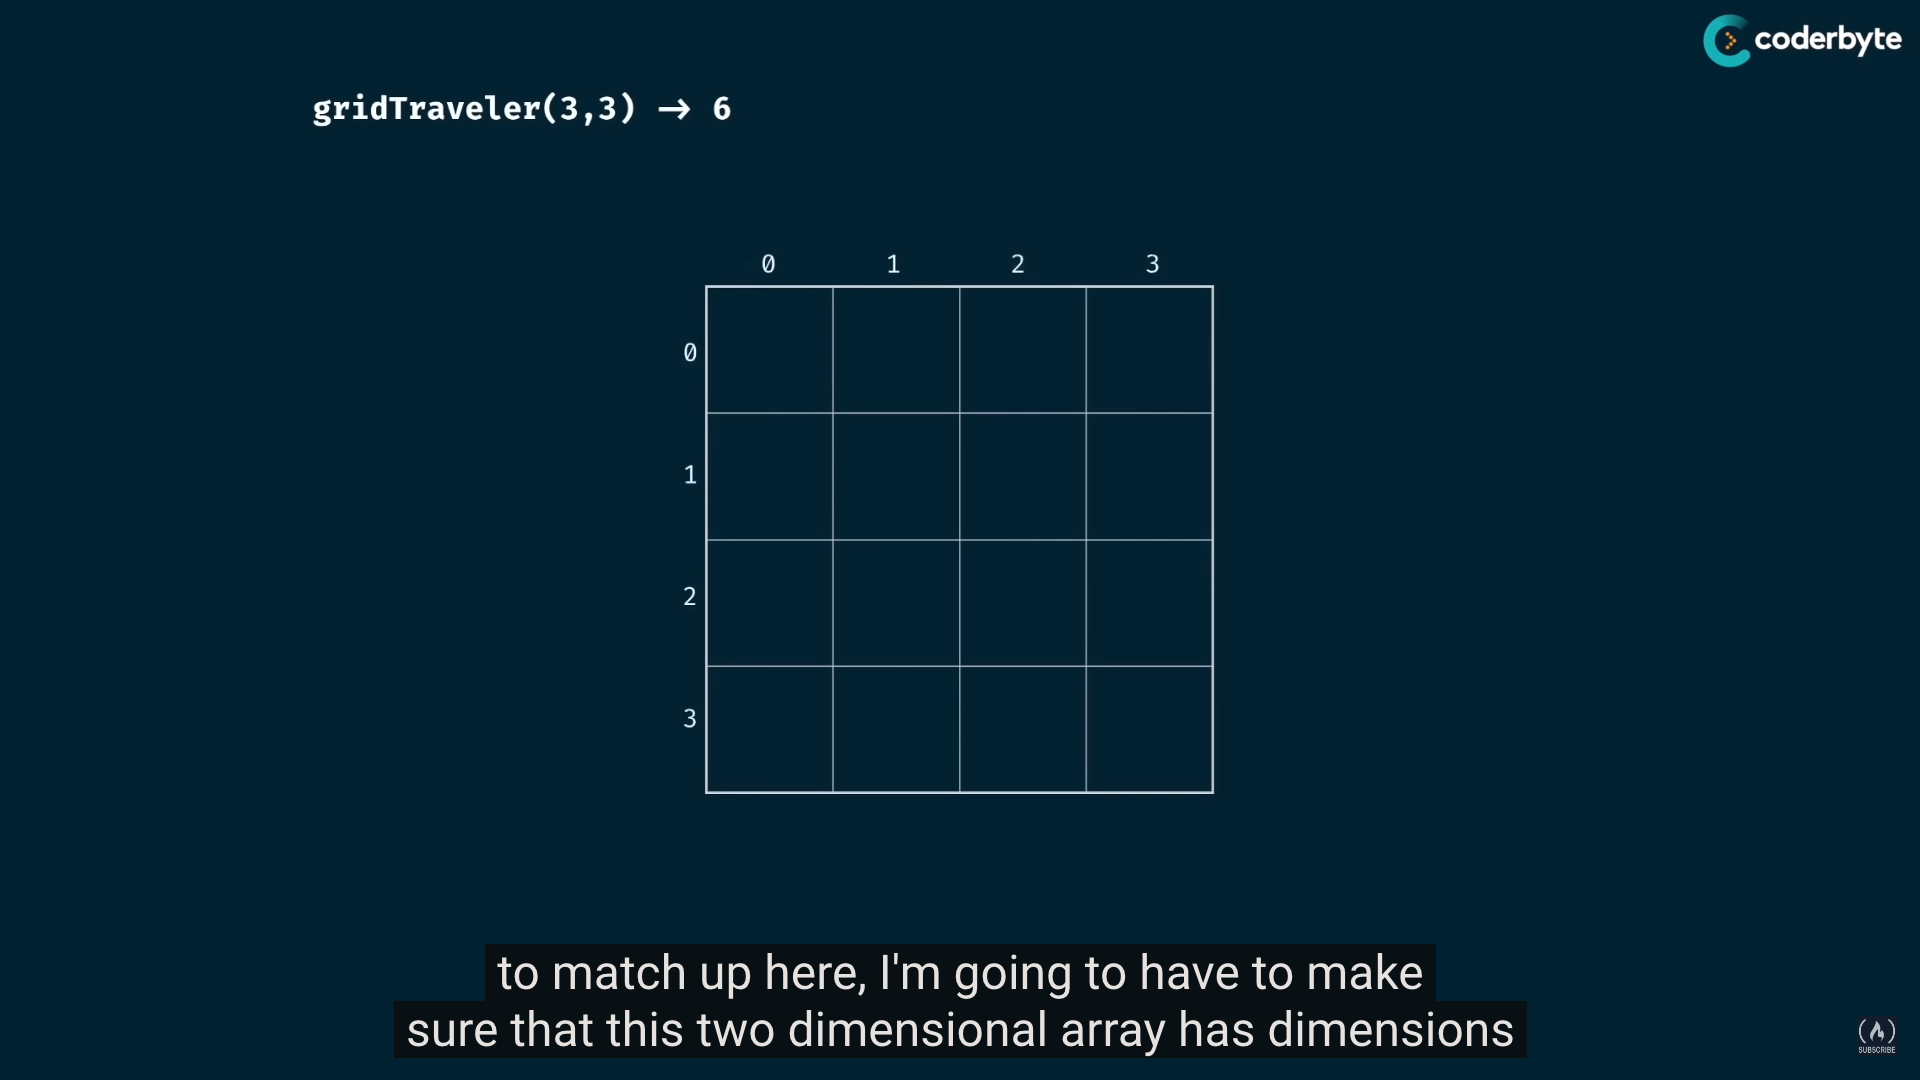 coderbyte
gridTraveler(3,3) → 6
0 1 2 3
0
1
2
3
to match up here, I'm going to have to make
sure that this two dimensional array has dimensions
SUBSCRIBE